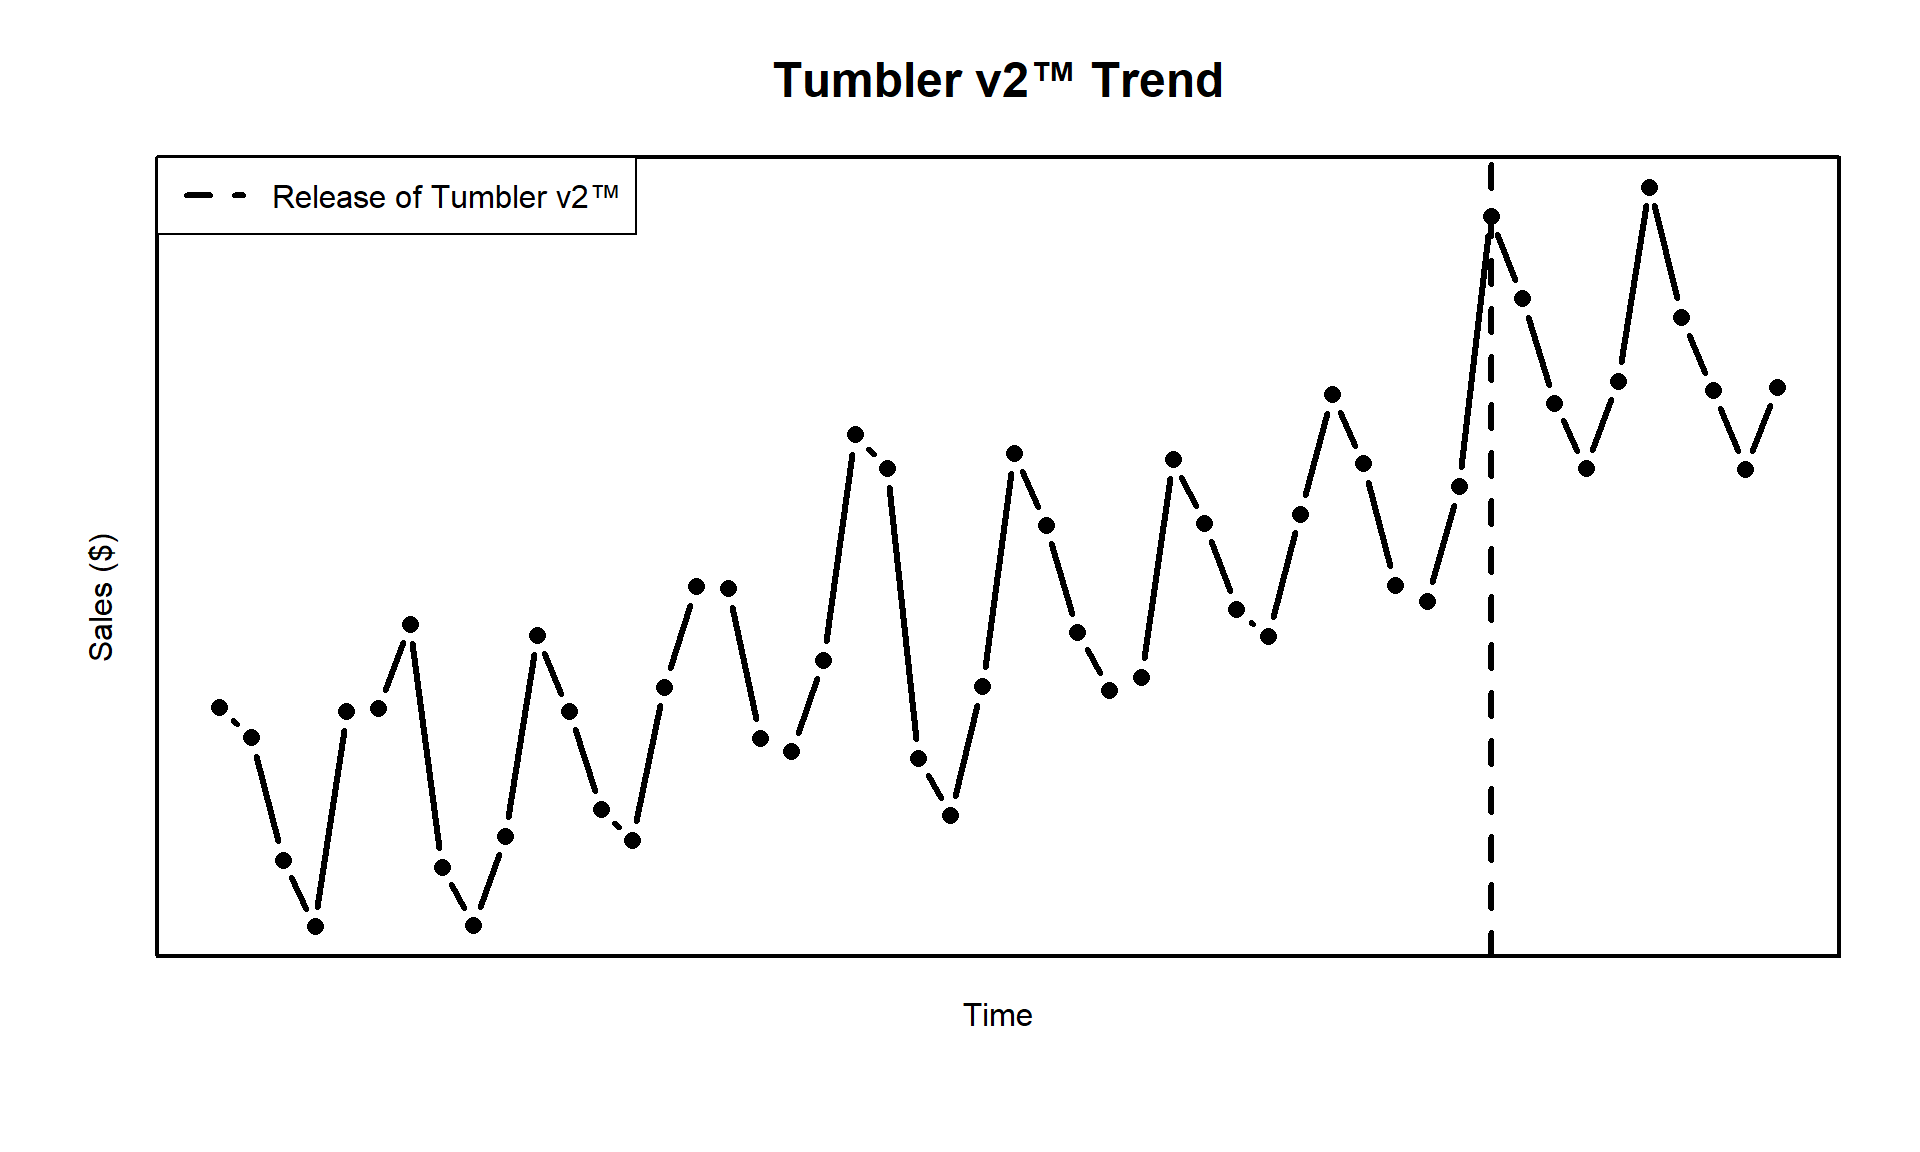 Tumbler v2™ Trend
Release of Tumbler v2™
Sales ($)
Time